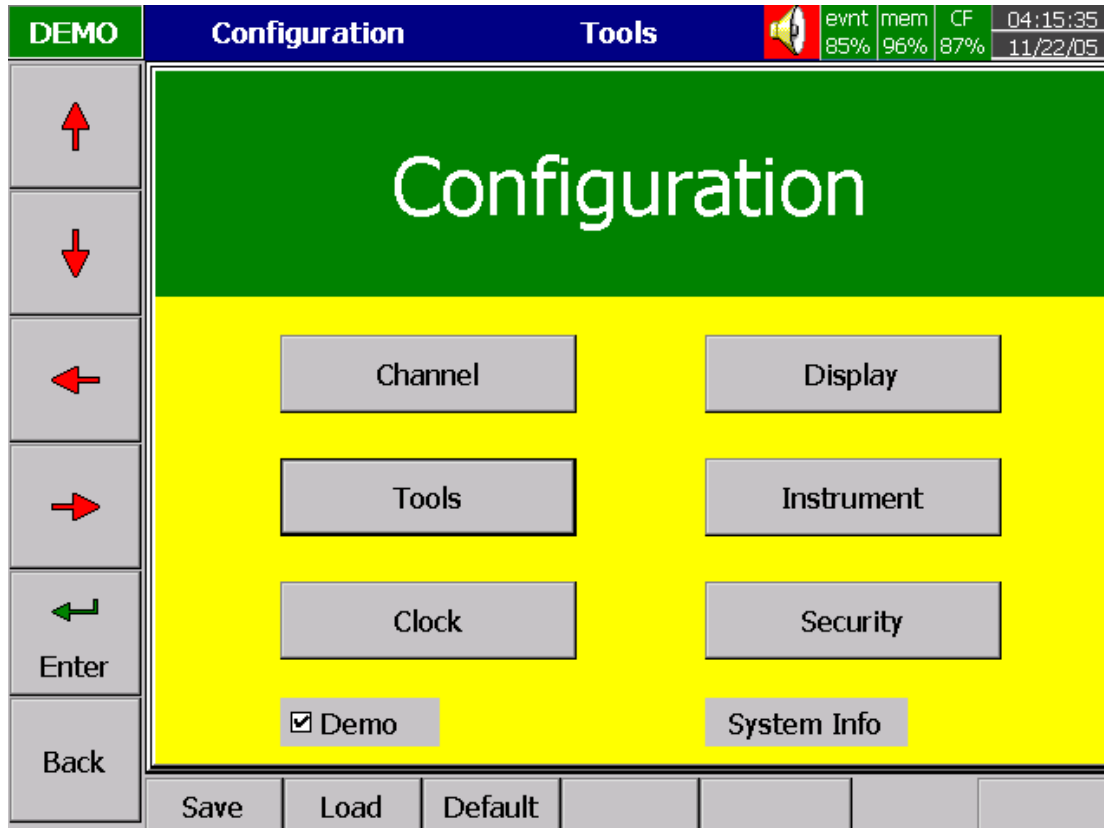 DEMO Configuration Tools evnt mem CF 04:15:35
85% 96% 87% 11/22/05
Configuration
Channel Display
Tools Instrument
Clock Security
Enter
Demo System Info
Back
Save Load Default